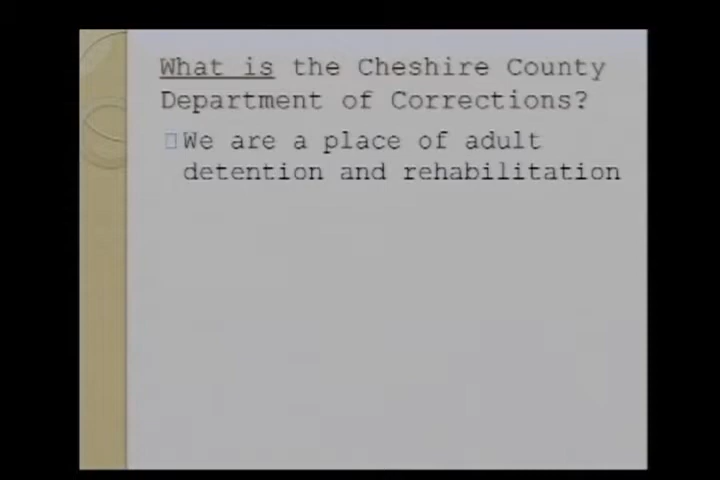 What is the Cheshire County
Department of Corrections?
We are a place of adult
detention and rehabilitation